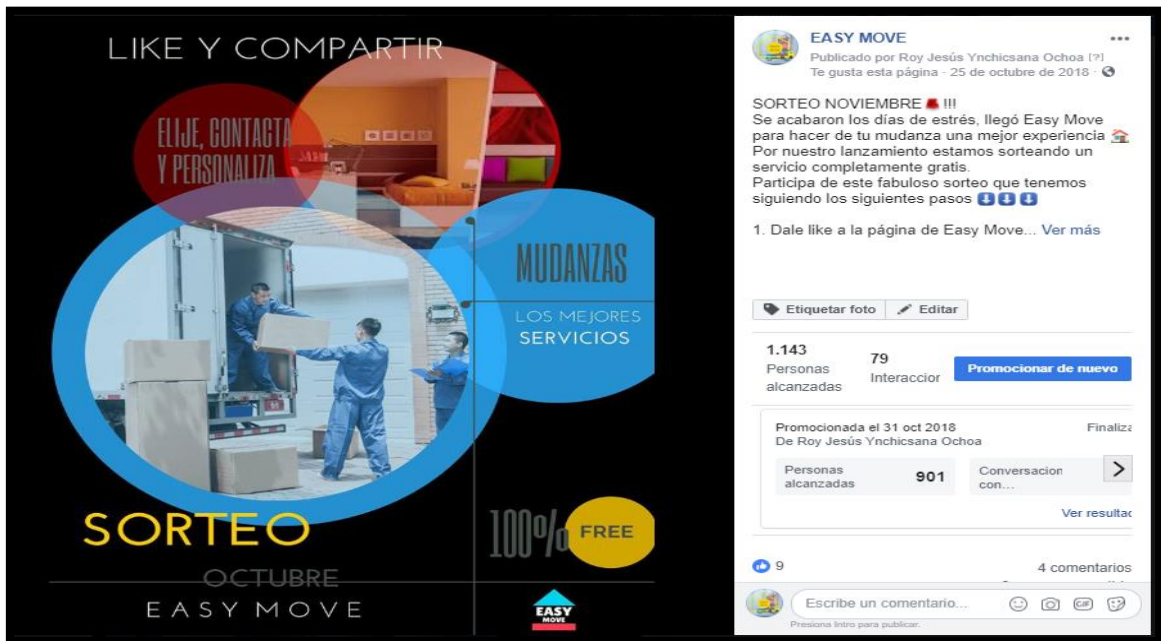 LIKE Y COMPARTIR
ELIJE, CONTACTA
Y PERSONALIZA
MUDANZAS
LOS MEJORES
SERVICIOS
SORTEO
100% FREE
OCTUBRE
EASY MOVE
EASY
MOVE
EASY MOVE
Publicado por Roy Jesús Ynchicsana Ochoa [?]
Te gusta esta página · 25 de octubre de 2018 ·
SORTEO NOVIEMBRE !!!
Se acabaron los días de estrés, llegó Easy Move
para hacer de tu mudanza una mejor experiencia
Por nuestro lanzamiento estamos sorteando un
servicio completamente gratis.
Participa de este fabuloso sorteo que tenemos
siguiendo los siguientes pasos
1. Dale like a la página de Easy Move... Ver más
Etiquetar foto Editar
1.143
Personas
alcanzadas
79
Interaccior
Promocionar de nuevo
Promocionada el 31 oct 2018 Finaliza
De Roy Jesús Ynchicsana Ochoa
Personas
alcanzadas
901
Conversacion
con...
Ver resultad
9 4 comentarios
Escribe un comentario... GIF
Presiona Intro para publicar.